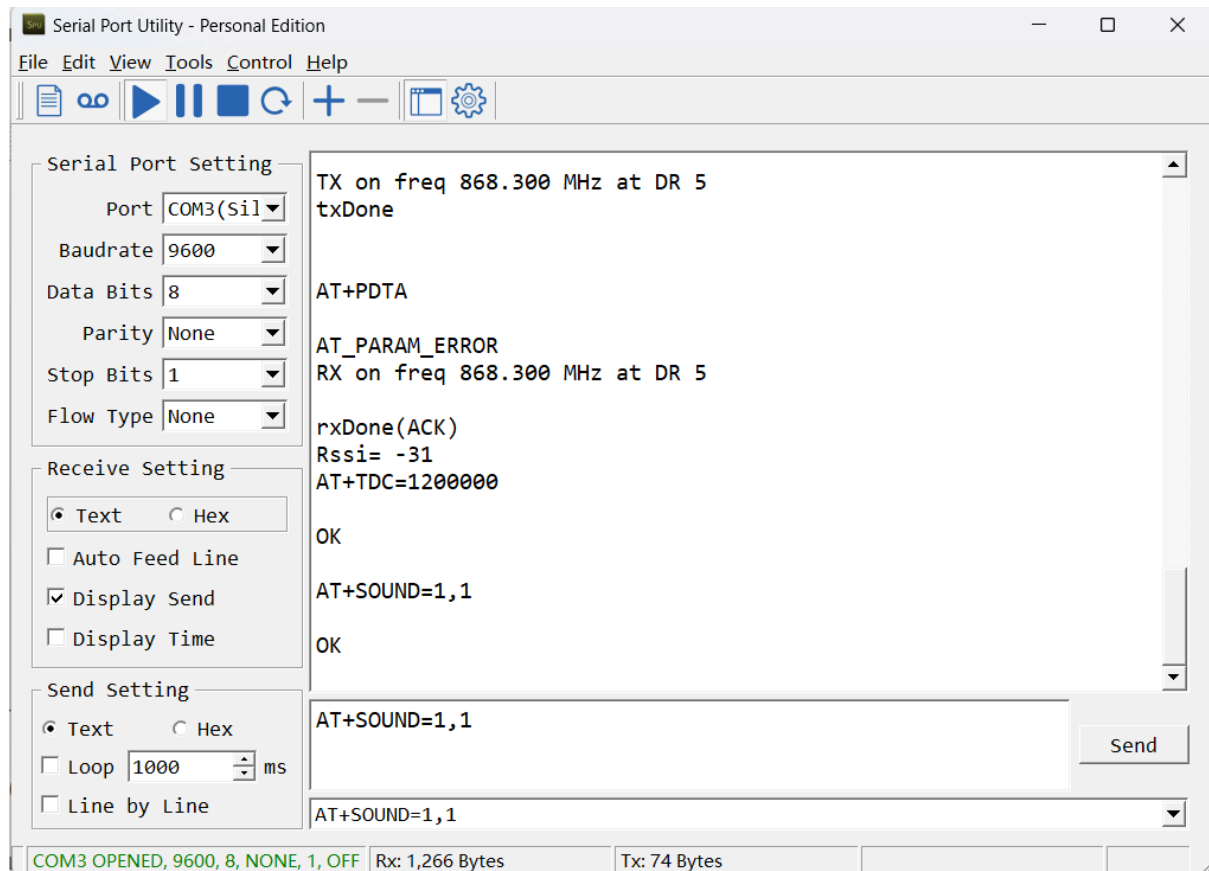 SPU Serial Port Utility - Personal Edition
File Edit View Tools Control Help
Serial Port Setting
Port COM3(Sil
Baudrate 9600
Data Bits 8
Parity None
Stop Bits 1
Flow Type None
Receive Setting
Text Hex
Auto Feed Line
Display Send
Display Time
Send Setting
Text Hex
Loop 1000 ms
Line by Line
TX on freq 868.300 MHz at DR 5
txDone
AT+PDTA
AT_PARAM_ERROR
RX on freq 868.300 MHz at DR 5
rxDone(ACK)
Rssi= -31
AT+TDC=1200000
OK
AT+SOUND=1,1
OK
AT+SOUND=1,1
Send
AT+SOUND=1,1
COM3 OPENED, 9600, 8, NONE, 1, OFF Rx: 1,266 Bytes Tx: 74 Bytes